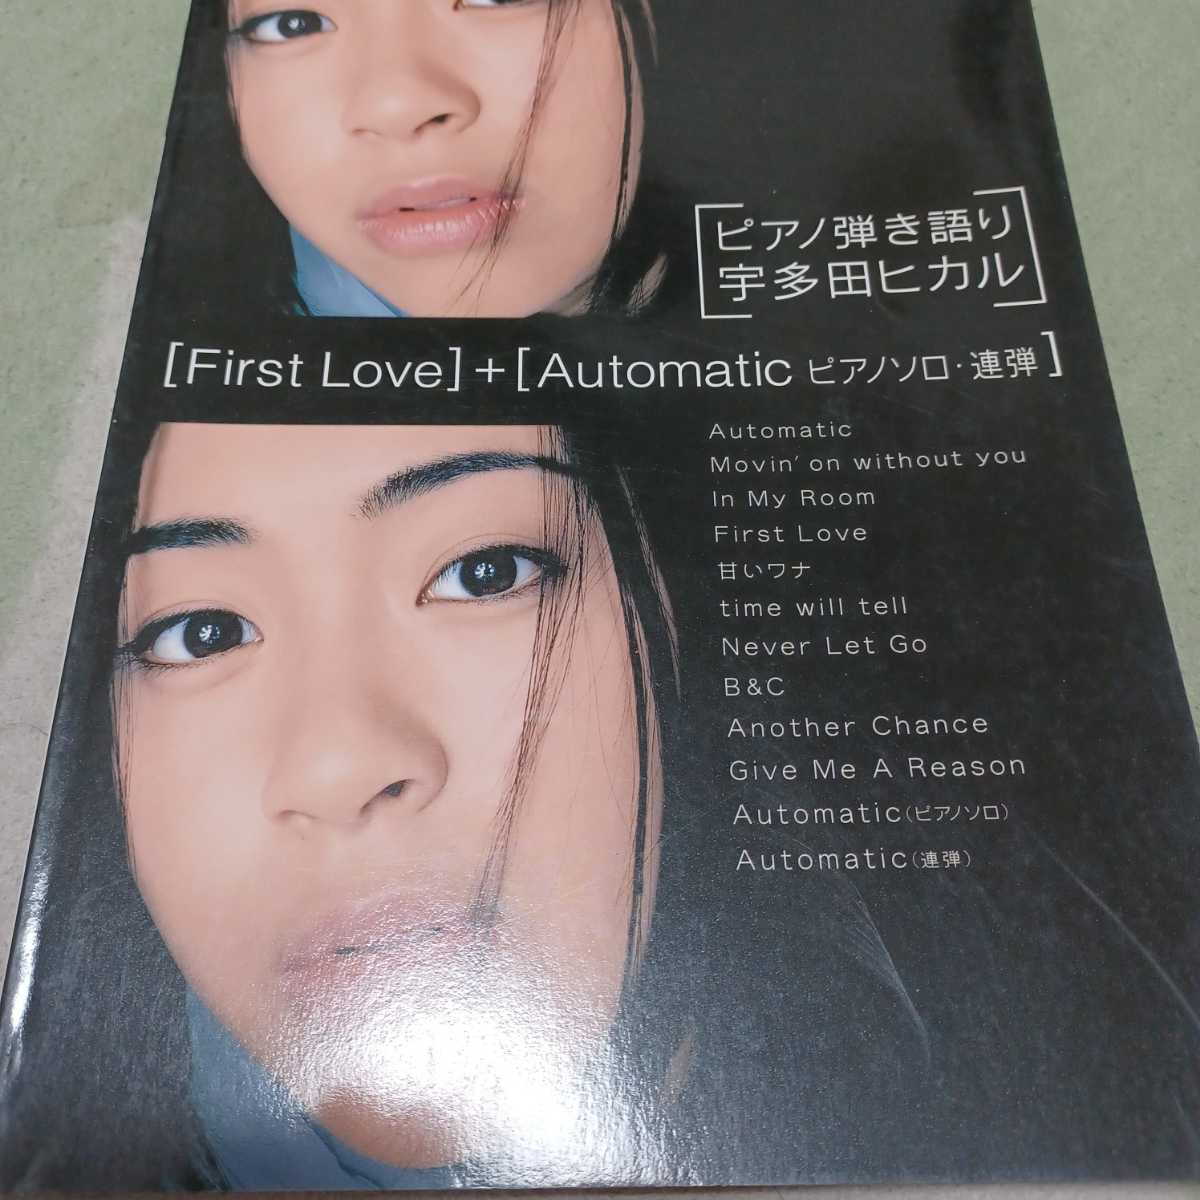 ピアノ弾き語り
宇多田ヒカル
[First Love]+[Automatic ピアノソロ・連弾]
Automatic
Movin' on without you
In My Room
First Love
甘いワナ
time will tell
Never Let Go
B&C
Another Chance
Give Me A Reason
Automatic(ピアノソロ)
Automatic(連弾)